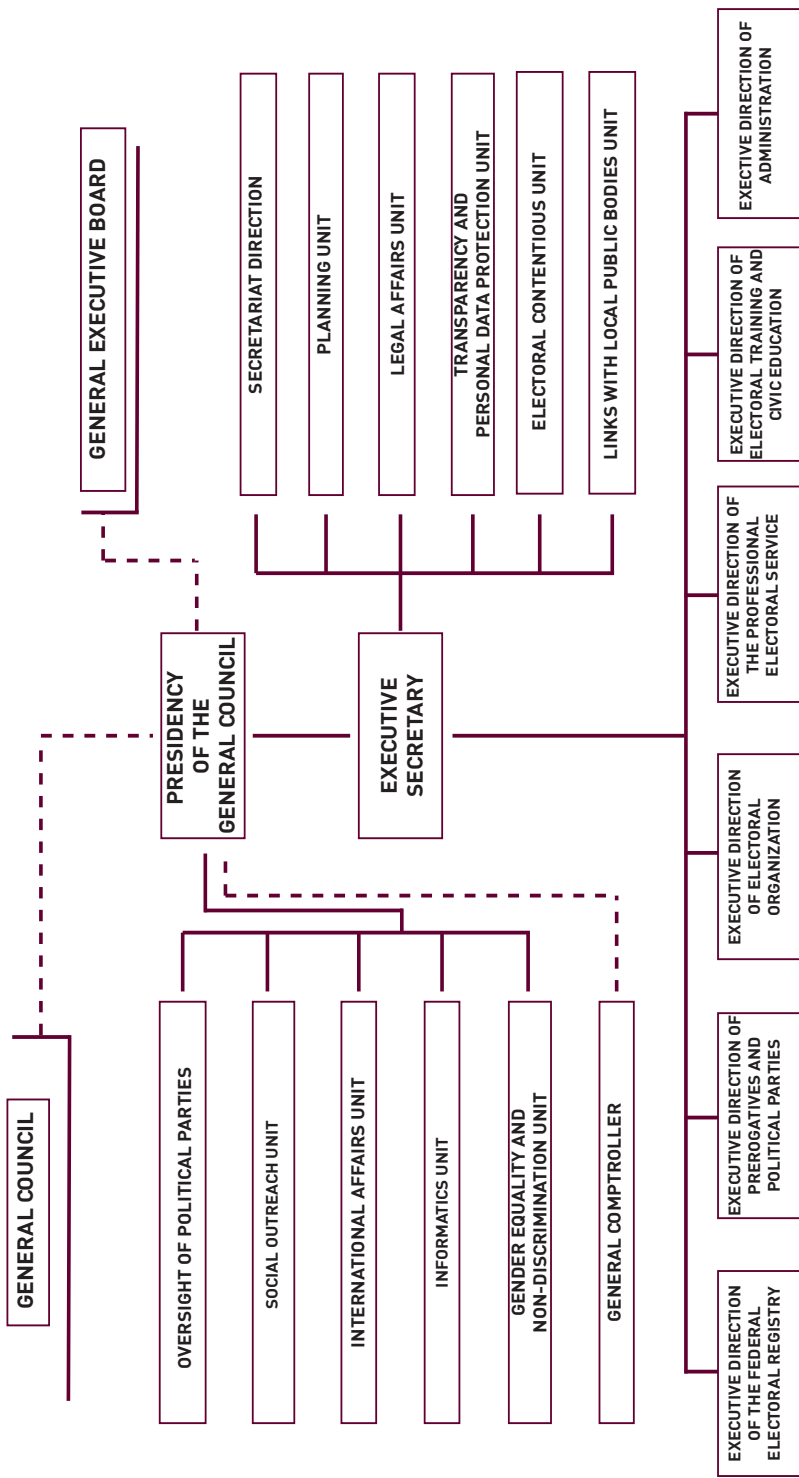 GENERAL COUNCIL
GENERAL EXECUTIVE BOARD
PRESIDENCY
OF THE
GENERAL COUNCIL
EXECUTIVE
SECRETARY
OVERSIGHT OF POLITICAL PARTIES
SOCIAL OUTREACH UNIT
INTERNATIONAL AFFAIRS UNIT
INFORMATICS UNIT
GENDER EQUALITY AND
NON-DISCRIMINATION UNIT
GENERAL COMPTROLLER
SECRETARIAT DIRECTION
PLANNING UNIT
LEGAL AFFAIRS UNIT
TRANSPARENCY AND
PERSONAL DATA PROTECTION UNIT
ELECTORAL CONTENTIOUS UNIT
LINKS WITH LOCAL PUBLIC BODIES UNIT
EXECUTIVE DIRECTION
OF THE FEDERAL
ELECTORAL REGISTRY
EXECUTIVE DIRECTION OF
PREROGATIVES AND
POLITICAL PARTIES
EXECUTIVE DIRECTION
OF ELECTORAL
ORGANIZATION
EXECUTIVE DIRECTION OF
THE PROFESSIONAL
ELECTORAL SERVICE
EXECUTIVE DIRECTION OF
ELECTORAL TRAINING AND
CIVIC EDUCATION
EXECTIVE DIRECTION OF
ADMINISTRATION